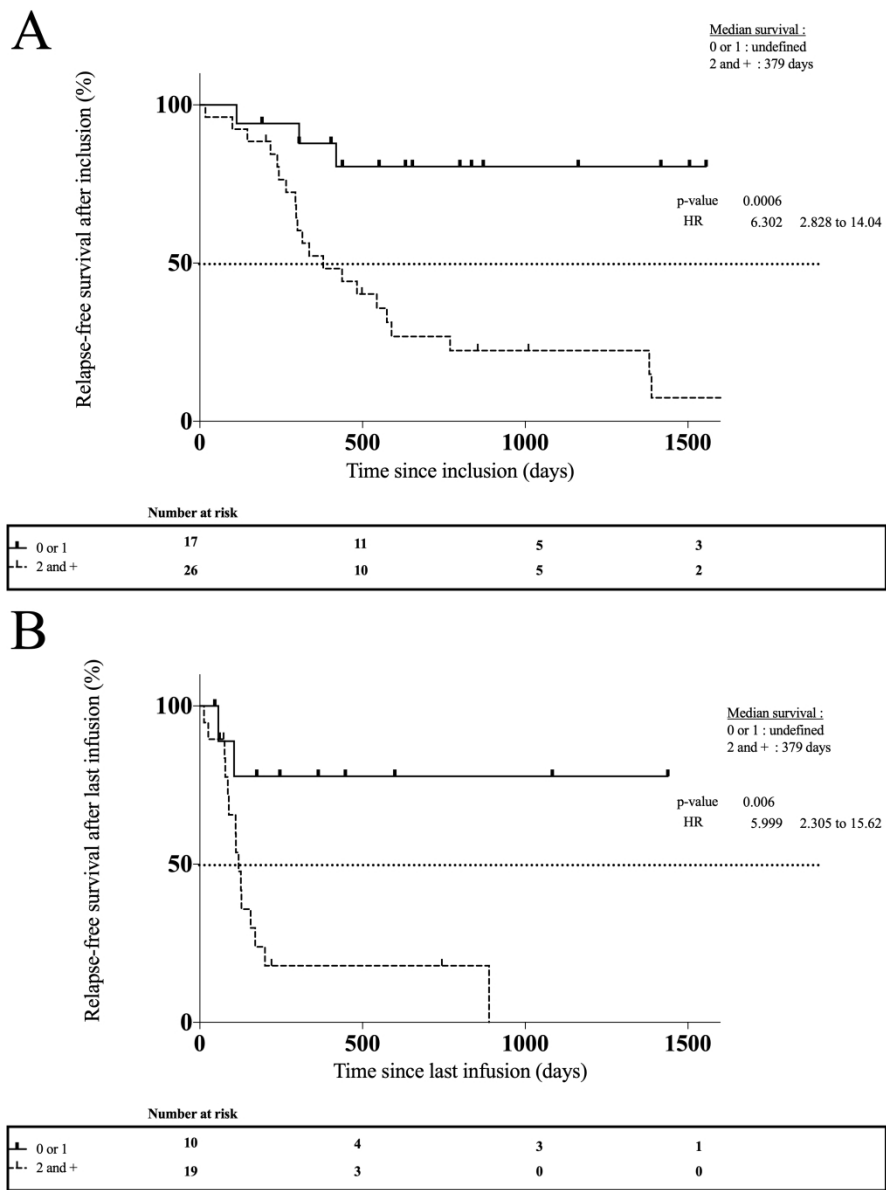 A
Median survival :
0 or 1 : undefined
2 and + : 379 days
Relapse-free survival after inclusion (%)
100
50
0
p-value 0.0006
HR 6.302 2.828 to 14.04
0 500 1000 1500
Time since inclusion (days)
Number at risk
0 or 1 17 11 5 3
2 and + 26 10 5 2
B
Relapse-free survival after last infusion (%)
100
50
0
Median survival :
0 or 1 : undefined
2 and + : 379 days
p-value 0.006
HR 5.999 2.305 to 15.62
0 500 1000 1500
Time since last infusion (days)
Number at risk
0 or 1 10 4 3 1
2 and + 19 3 0 0